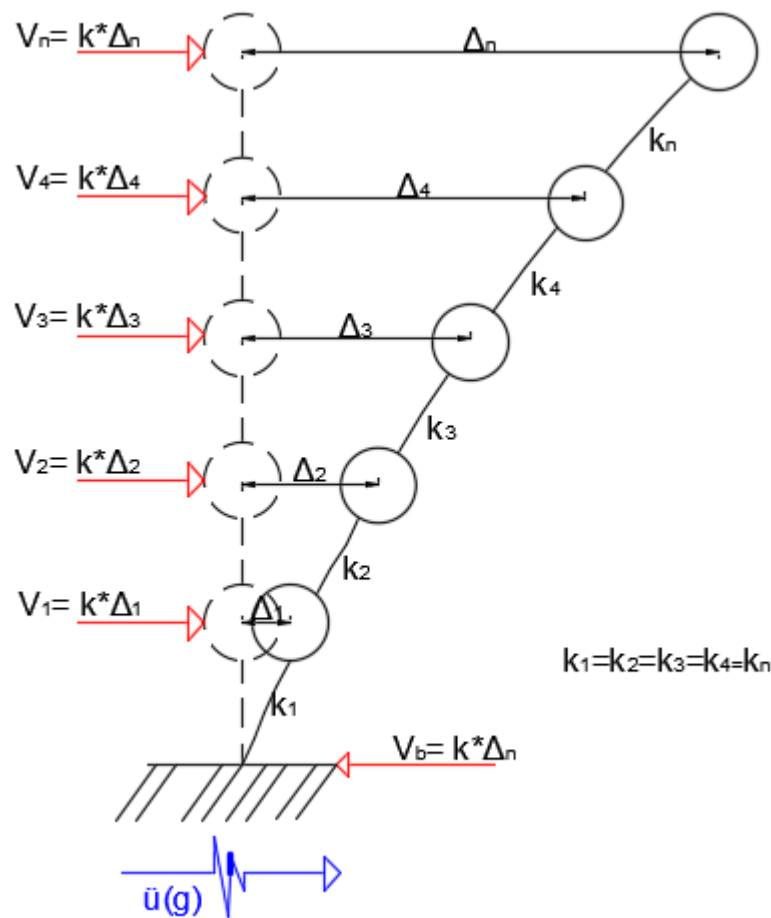 Vₙ= k*Δₙ
Δₙ
kₙ
V₄= k*Δ₄
Δ₄
k₄
V₃= k*Δ₃
Δ₃
k₃
V₂= k*Δ₂
Δ₂
k₂
V₁= k*Δ₁
Δ₁
k₁=k₂=k₃=k₄=kₙ
k₁
V_b= k*Δₙ
ü(g)